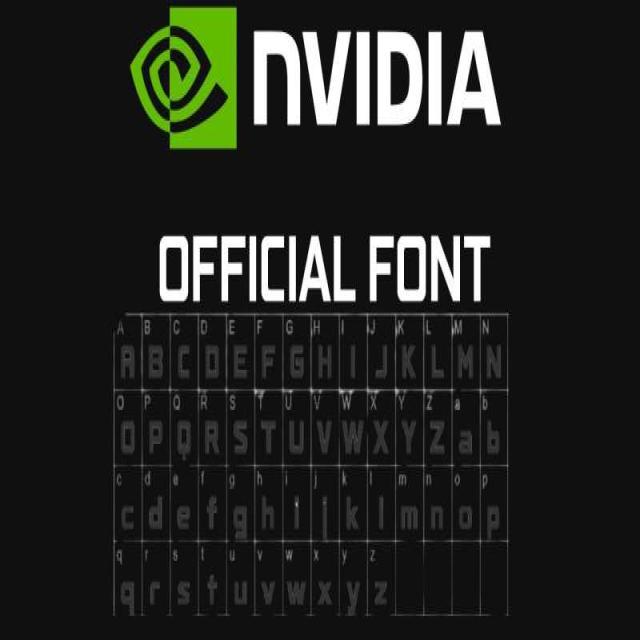 nVIDIA
OFFICIAL FONT
A B C D E F G H I J K L M N
A B C D E F G H I J K L M N
O P Q R S T U V W X Y Z a b
O P Q R S T U V W X Y Z a b
c d e f g h i j k l m n o p
c d e f g h i j k l m n o p
q r s t u v w x y z
q r s t u v w x y z